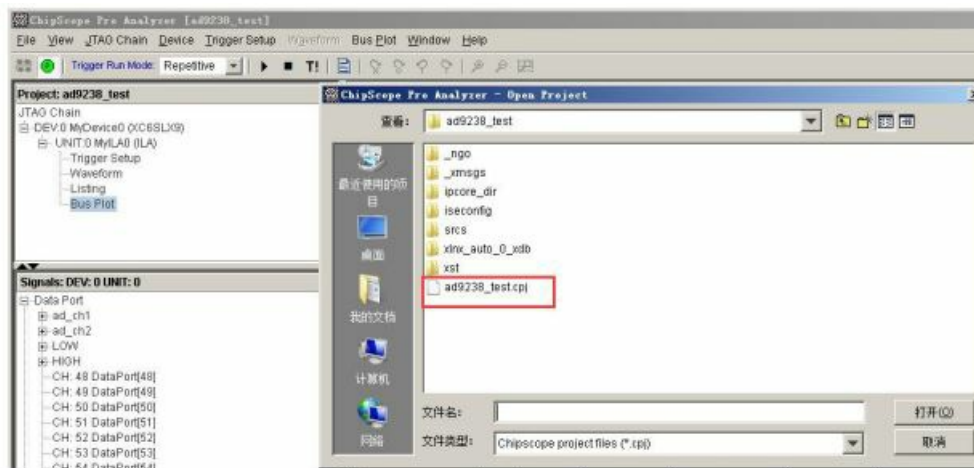 ChipScope Pro Analyzer [ad9238_test]
File View JTAG Chain Device Trigger Setup Waveform Bus Plot Window Help
Trigger Run Mode: Repetitive T!
Project: ad9238_test
JTAG Chain
DEV:0 MyDevice0 (XC6SLX9)
UNIT:0 MyILA0 (ILA)
Trigger Setup
Waveform
Listing
Bus Plot
Signals: DEV: 0 UNIT: 0
Data Port
ad_ch1
ad_ch2
LOW
HIGH
CH: 48 DataPort[48]
CH: 49 DataPort[49]
CH: 50 DataPort[50]
CH: 51 DataPort[51]
CH: 52 DataPort[52]
CH: 53 DataPort[53]
CH: 54 DataPort[54]
ChipScope Pro Analyzer - Open Project
查看: ad9238_test
最近使用的项目
桌面
我的文档
计算机
网络
_ngo
_xmsgs
ipcore_dir
iseconfig
srcs
xlnx_auto_0_xdb
xst
ad9238_test.cpj
文件名: 打开(O)
文件类型: Chipscope project files (*.cpj) 取消